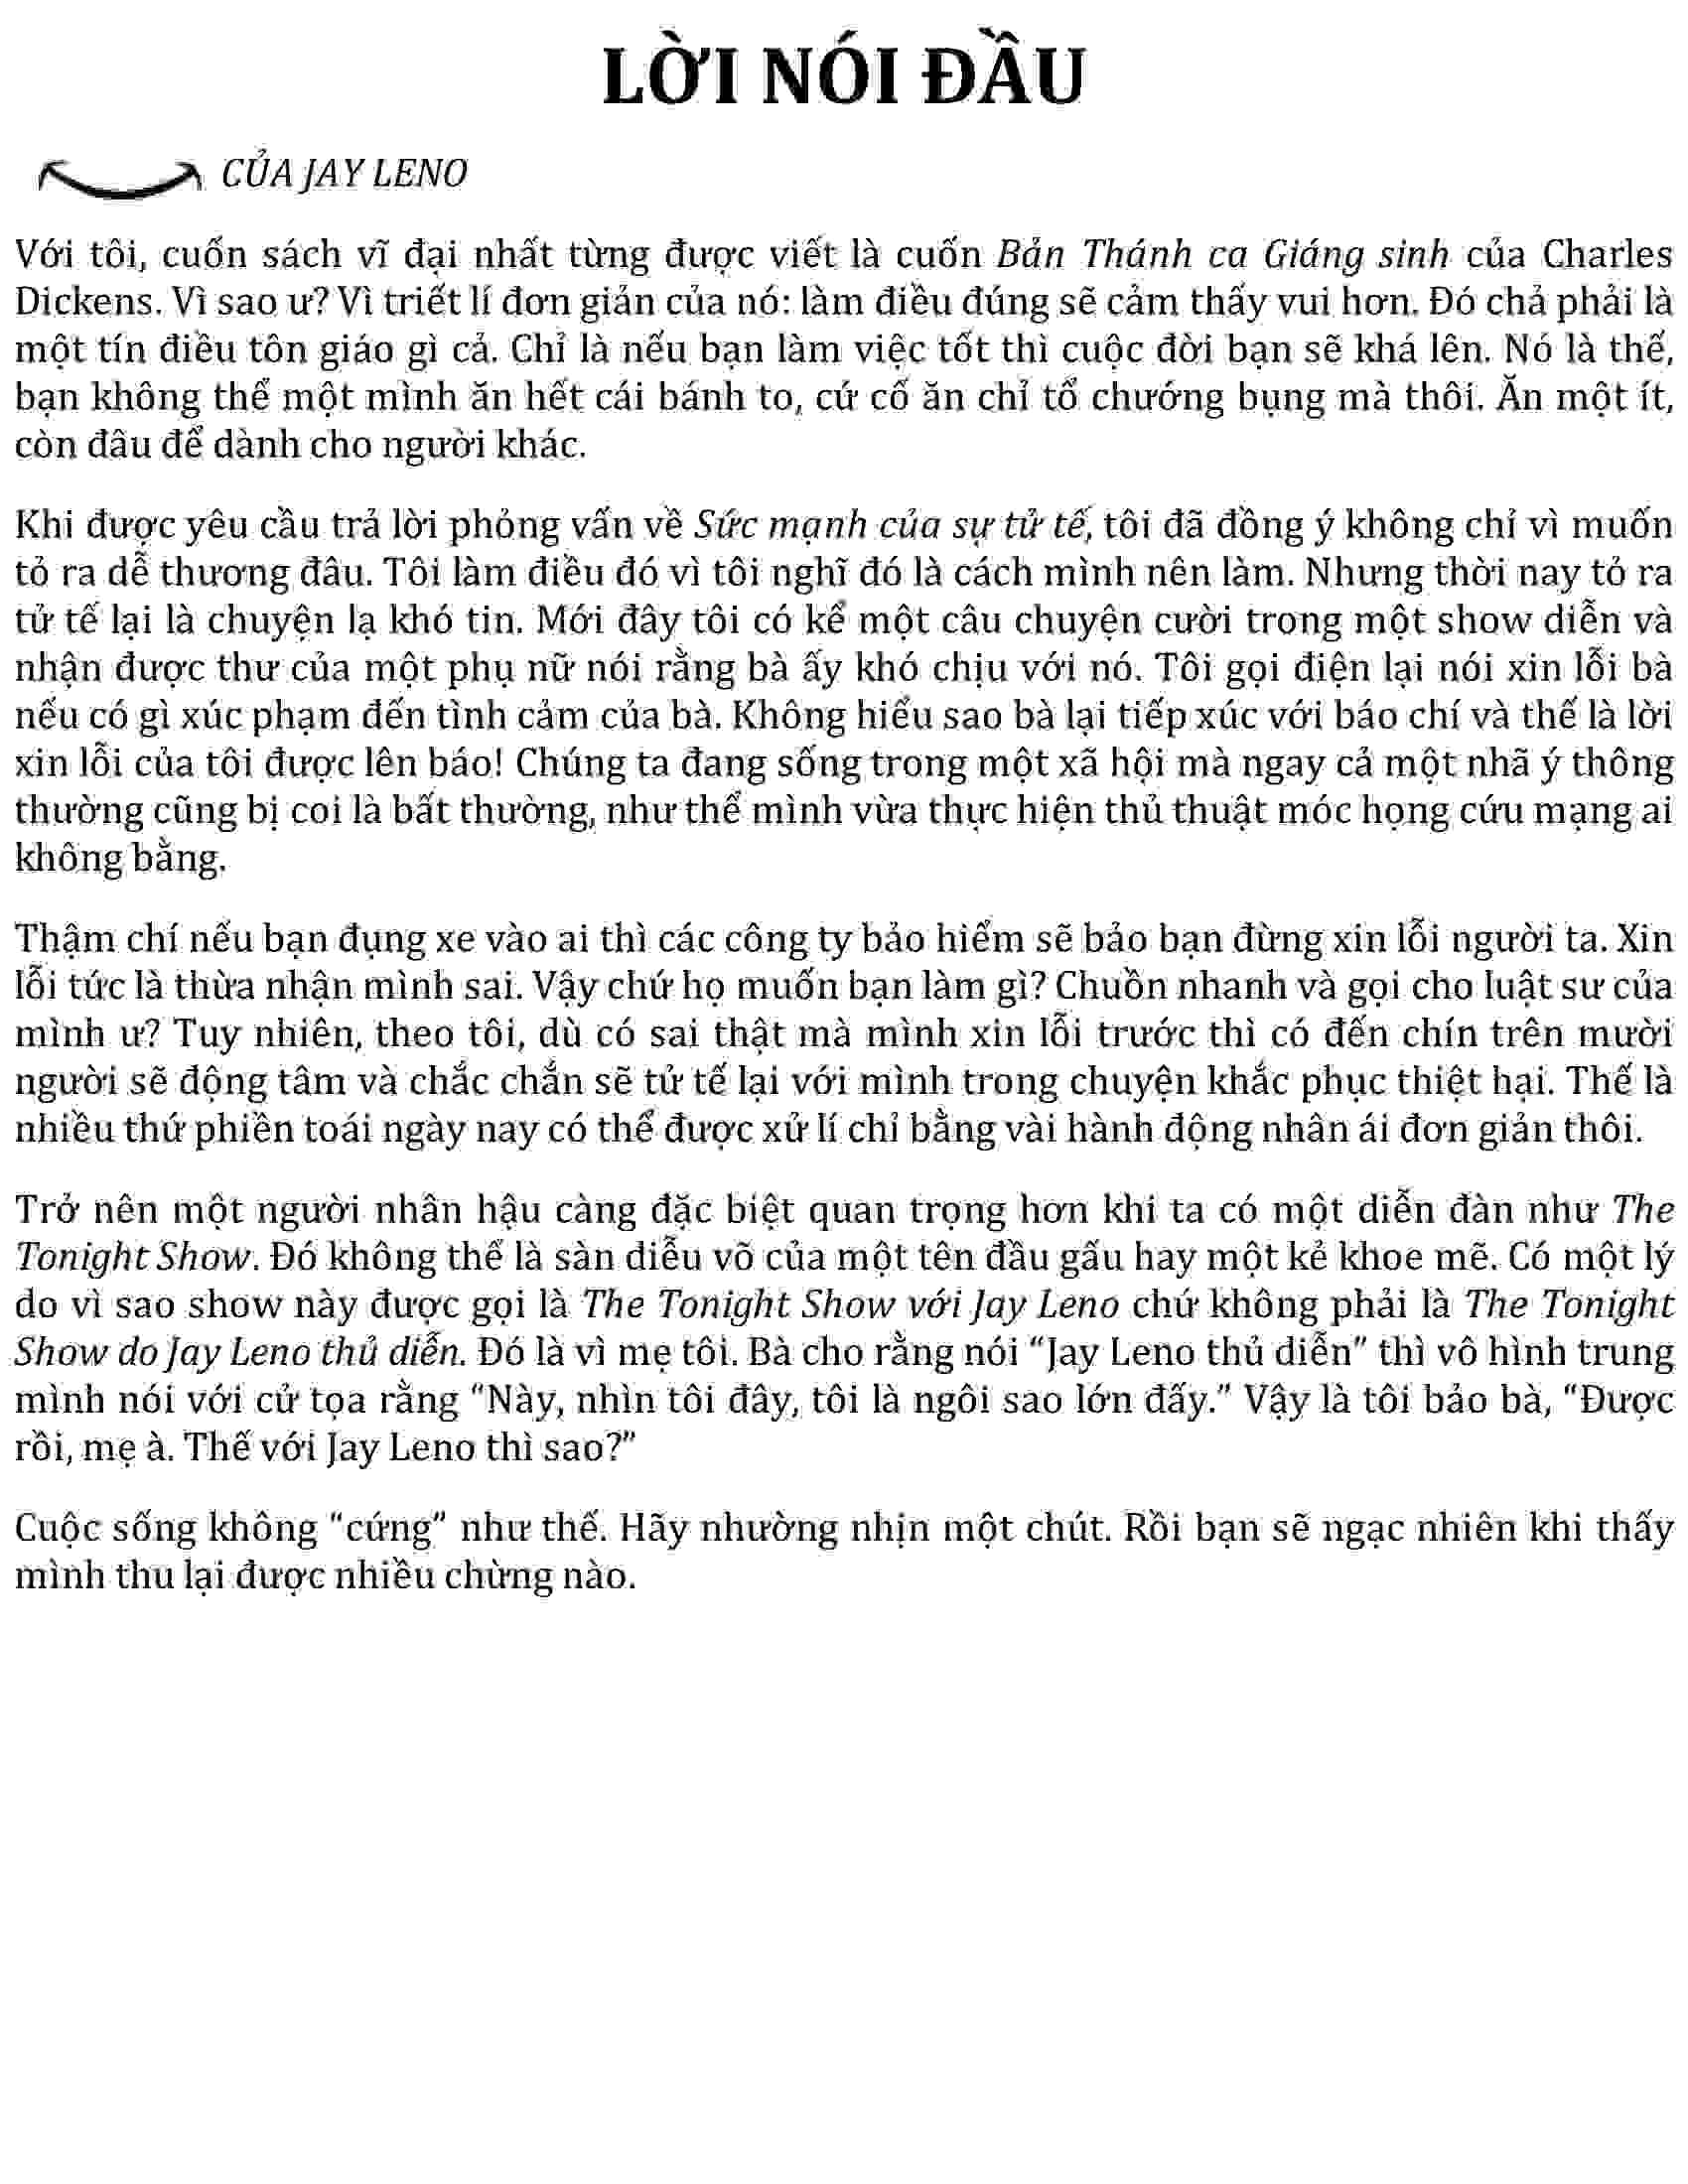 LỜI NÓI ĐẦU
CỦA JAY LENO
Với tôi, cuốn sách vĩ đại nhất từng được viết là cuốn Bản Thánh ca Giáng sinh của Charles
Dickens. Vì sao ư? Vì triết lí đơn giản của nó: làm điều đúng sẽ cảm thấy vui hơn. Đó chả phải là
một tín điều tôn giáo gì cả. Chỉ là nếu bạn làm việc tốt thì cuộc đời bạn sẽ khá lên. Nó là thế,
bạn không thể một mình ăn hết cái bánh to, cứ cố ăn chỉ tổ chướng bụng mà thôi. Ăn một ít,
còn đâu để dành cho người khác.
Khi được yêu cầu trả lời phỏng vấn về Sức mạnh của sự tử tế, tôi đã đồng ý không chỉ vì muốn
tỏ ra dễ thương đâu. Tôi làm điều đó vì tôi nghĩ đó là cách mình nên làm. Nhưng thời nay tỏ ra
tử tế lại là chuyện lạ khó tin. Mới đây tôi có kể một câu chuyện cười trong một show diễn và
nhận được thư của một phụ nữ nói rằng bà ấy khó chịu với nó. Tôi gọi điện lại nói xin lỗi bà
nếu có gì xúc phạm đến tình cảm của bà. Không hiểu sao bà lại tiếp xúc với báo chí và thế là lời
xin lỗi của tôi được lên báo! Chúng ta đang sống trong một xã hội mà ngay cả một nhã ý thông
thường cũng bị coi là bất thường, như thể mình vừa thực hiện thủ thuật móc họng cứu mạng ai
không bằng.
Thậm chí nếu bạn đụng xe vào ai thì các công ty bảo hiểm sẽ bảo bạn đừng xin lỗi người ta. Xin
lỗi tức là thừa nhận mình sai. Vậy chứ họ muốn bạn làm gì? Chuồn nhanh và gọi cho luật sư của
mình ư? Tuy nhiên, theo tôi, dù có sai thật mà mình xin lỗi trước thì có đến chín trên mười
người sẽ động tâm và chắc chắn sẽ tử tế lại với mình trong chuyện khắc phục thiệt hại. Thế là
nhiều thứ phiền toái ngày nay có thể được xử lí chỉ bằng vài hành động nhân ái đơn giản thôi.
Trở nên một người nhân hậu càng đặc biệt quan trọng hơn khi ta có một diễn đàn như The
Tonight Show. Đó không thể là sàn diễu võ của một tên đầu gấu hay một kẻ khoe mẽ. Có một lý
do vì sao show này được gọi là The Tonight Show với Jay Leno chứ không phải là The Tonight
Show do Jay Leno thủ diễn. Đó là vì mẹ tôi. Bà cho rằng nói “Jay Leno thủ diễn” thì vô hình trung
mình nói với cử tọa rằng “Này, nhìn tôi đây, tôi là ngôi sao lớn đấy.” Vậy là tôi bảo bà, “Được
rồi, mẹ à. Thế với Jay Leno thì sao?”
Cuộc sống không “cứng” như thế. Hãy nhường nhịn một chút. Rồi bạn sẽ ngạc nhiên khi thấy
mình thu lại được nhiều chừng nào.